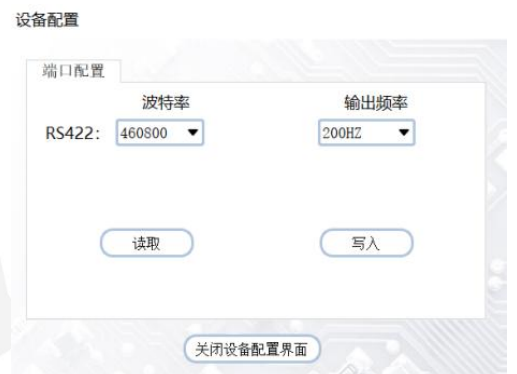 设备配置
端口配置
波特率 输出频率
RS422: 460800 200HZ
读取 写入
关闭设备配置界面